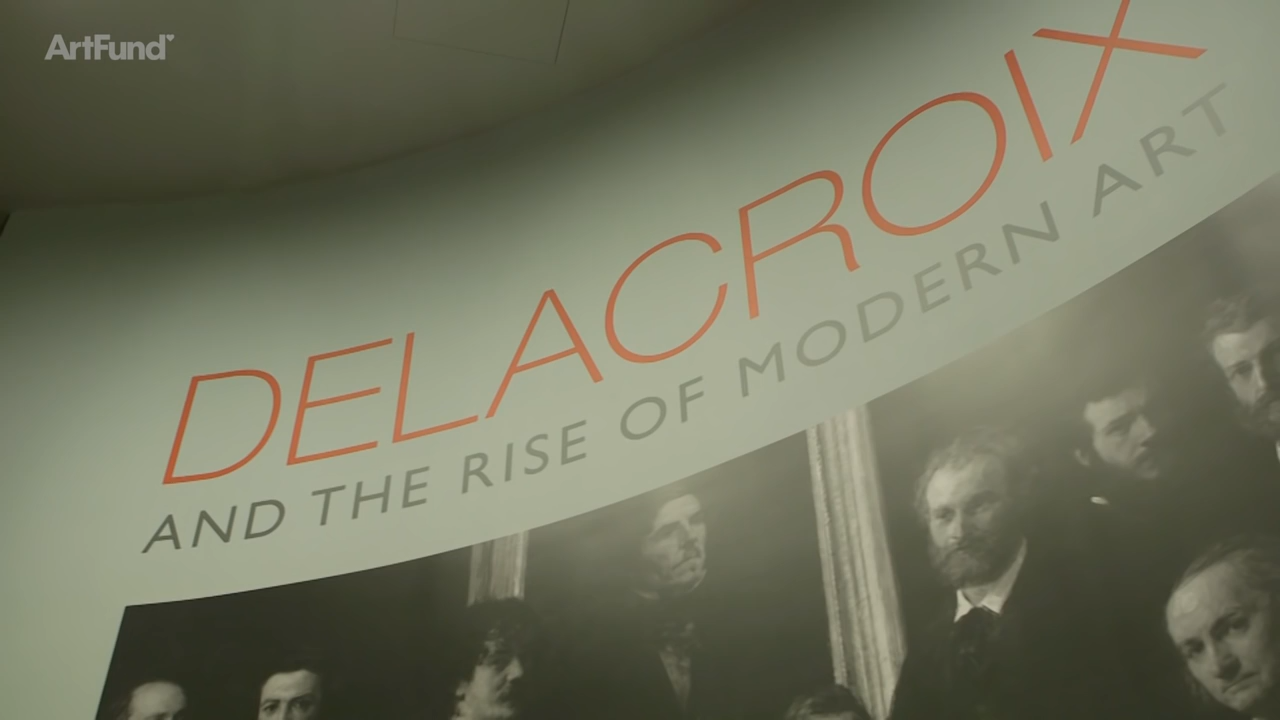 ArtFund
DELACROIX
AND THE RISE OF MODERN ART